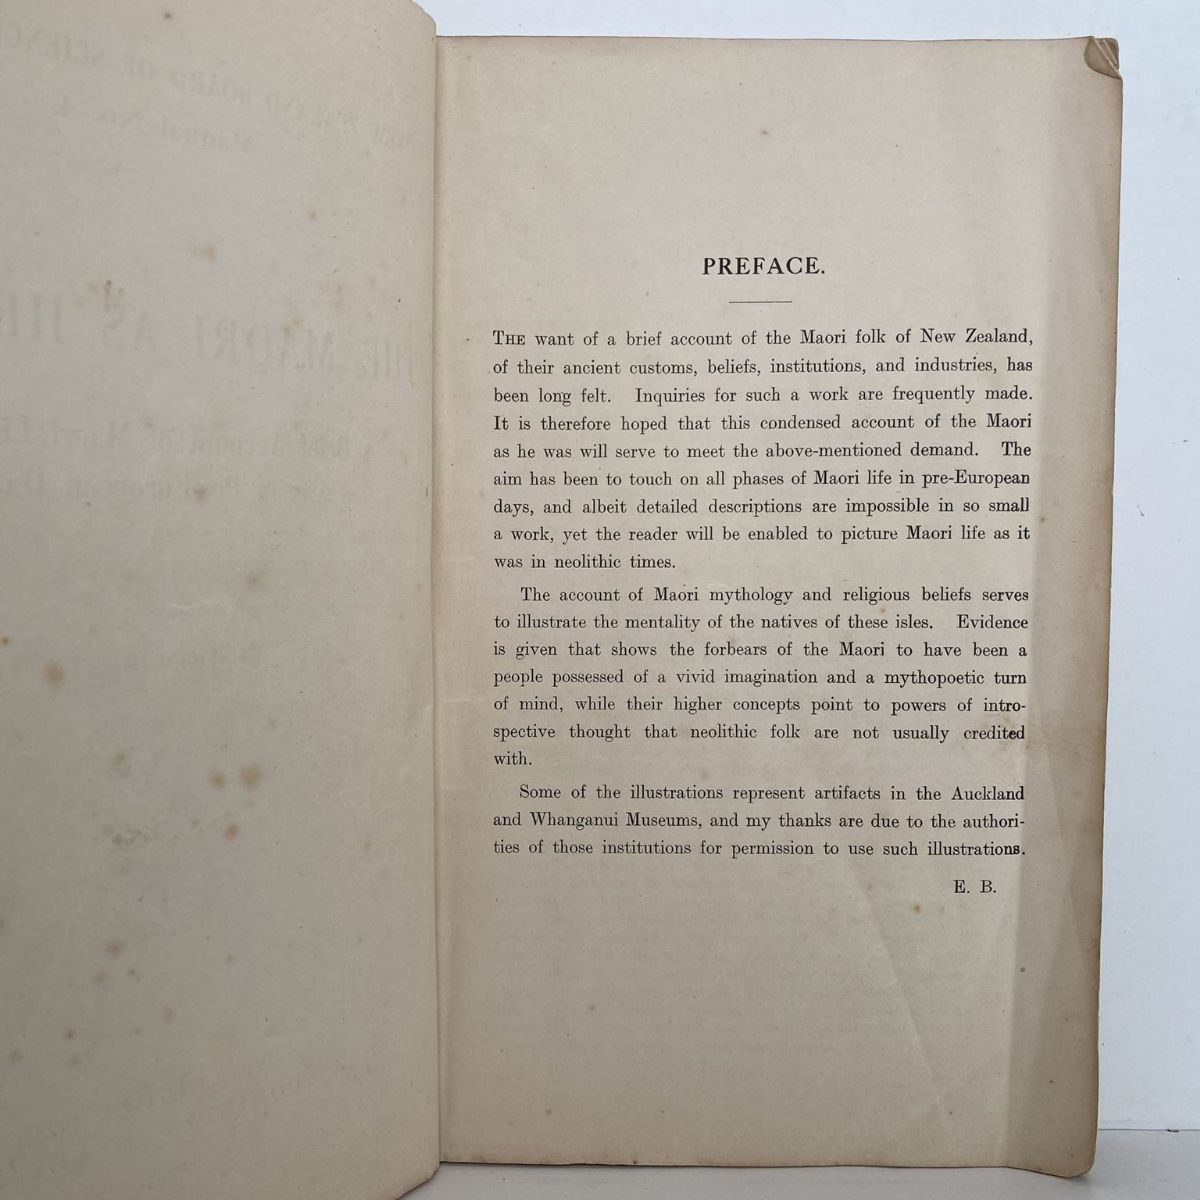 PREFACE.
THE want of a brief account of the Maori folk of New Zealand,
of their ancient customs, beliefs, institutions, and industries, has
been long felt. Inquiries for such a work are frequently made.
It is therefore hoped that this condensed account of the Maori
as he was will serve to meet the above-mentioned demand. The
aim has been to touch on all phases of Maori life in pre-European
days, and albeit detailed descriptions are impossible in so small
a work, yet the reader will be enabled to picture Maori life as it
was in neolithic times.
The account of Maori mythology and religious beliefs serves
to illustrate the mentality of the natives of these isles. Evidence
is given that shows the forbears of the Maori to have been a
people possessed of a vivid imagination and a mythopoetic turn
of mind, while their higher concepts point to powers of intro-
spective thought that neolithic folk are not usually credited
with.
Some of the illustrations represent artifacts in the Auckland
and Whanganui Museums, and my thanks are due to the authori-
ties of those institutions for permission to use such illustrations.
E. B.